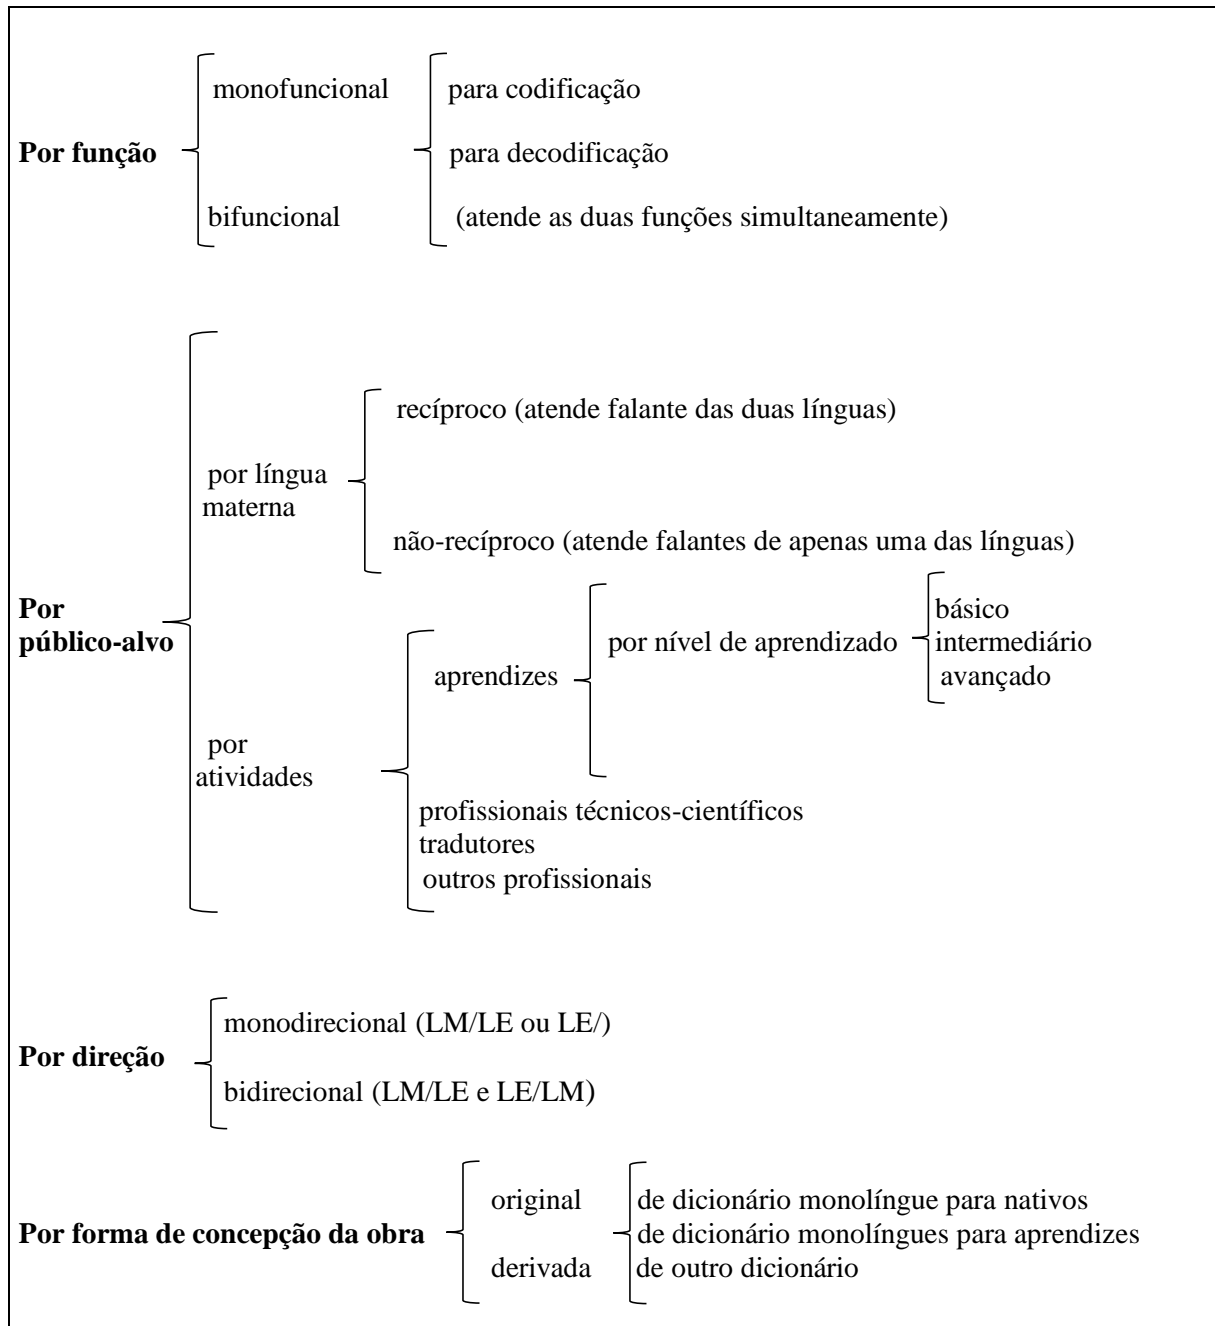 monofuncional para codificação
Por função para decodificação
bifuncional (atende as duas funções simultaneamente)
recíproco (atende falante das duas línguas)
por língua
materna
não-recíproco (atende falantes de apenas uma das línguas)
Por
público-alvo
básico
por nível de aprendizado intermediário
aprendizes avançado
por
atividades
profissionais técnicos-científicos
tradutores
outros profissionais
monodirecional (LM/LE ou LE/)
Por direção
bidirecional (LM/LE e LE/LM)
original de dicionário monolíngue para nativos
Por forma de concepção da obra de dicionário monolíngues para aprendizes
derivada de outro dicionário